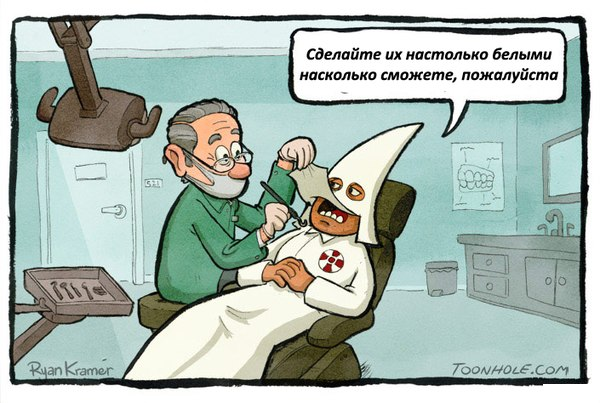 Сделайте их настолько белыми
насколько сможете, пожалуйста
Ryan Kramer
TOONHOLE.COM